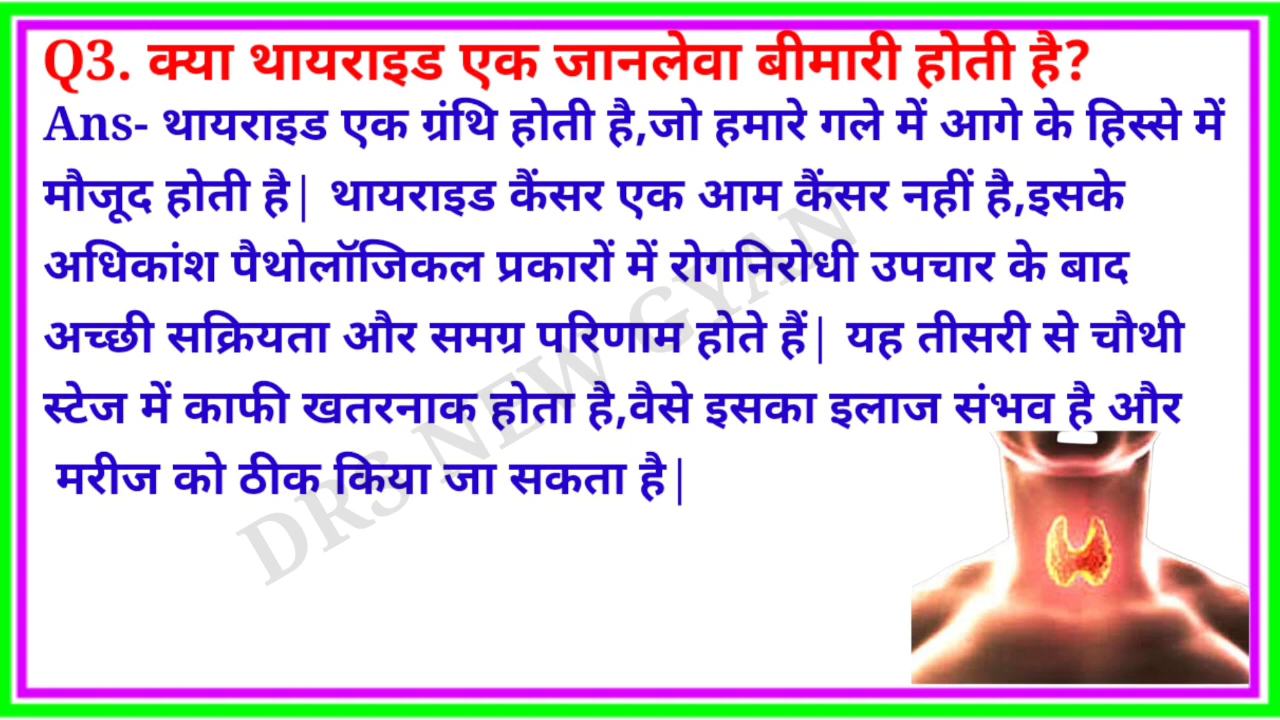 Q3. क्या थायराइड एक जानलेवा बीमारी होती है?
Ans- थायराइड एक ग्रंथि होती है,जो हमारे गले में आगे के हिस्से में
मौजूद होती है| थायराइड कैंसर एक आम कैंसर नहीं है,इसके
अधिकांश पैथोलॉजिकल प्रकारों में रोगनिरोधी उपचार के बाद
अच्छी सक्रियता और समग्र परिणाम होते हैं| यह तीसरी से चौथी
स्टेज में काफी खतरनाक होता है,वैसे इसका इलाज संभव है और
मरीज को ठीक किया जा सकता है|
DRS NEW GYAN